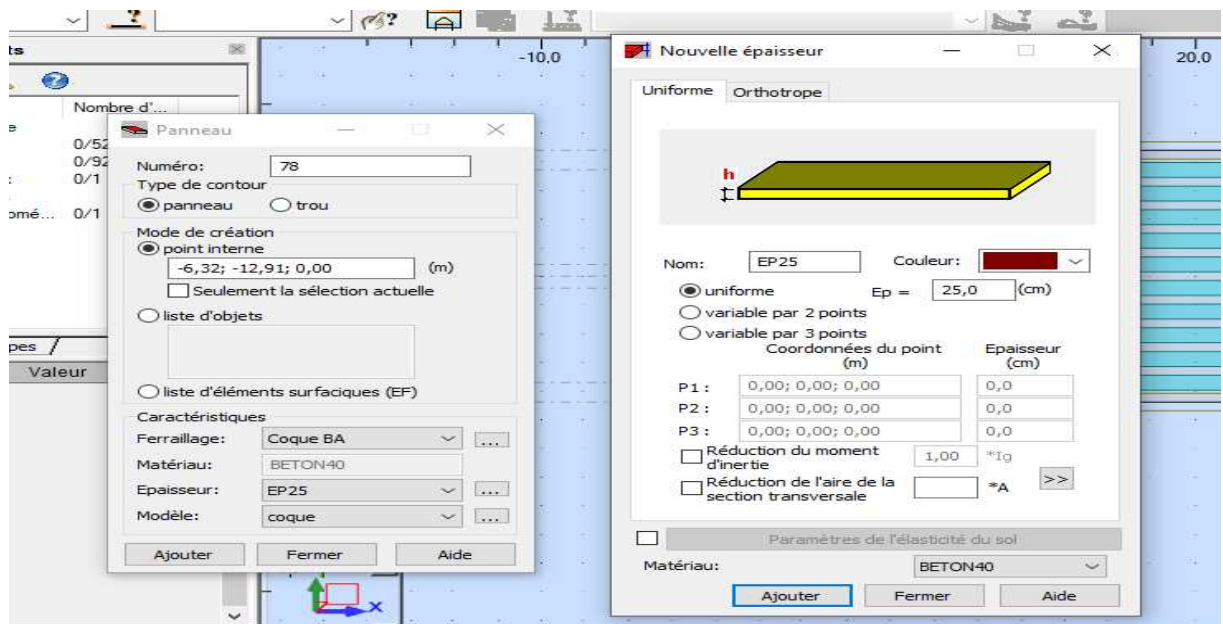 -10,0
20,0
ts
Nombre d'...
e
0/52
0/92
:
0/1
omé...
0/1
pes
Valeur
Panneau
Numéro:
78
Type de contour
panneau
trou
Mode de création
point interne
-6,32; -12,91; 0,00
(m)
Seulement la sélection actuelle
liste d'objets
liste d'éléments surfaciques (EF)
Caractéristiques
Ferraillage:
Coque BA
...
Matériau:
BETON40
Epaisseur:
EP25
...
Modèle:
coque
...
Ajouter
Fermer
Aide
x
Nouvelle épaisseur
Uniforme
Orthotrope
h
Nom:
EP25
Couleur:
uniforme
Ep =
25,0
(cm)
variable par 2 points
variable par 3 points
Coordonnées du point
(m)
Epaisseur
(cm)
P1 :
0,00; 0,00; 0,00
0,0
P2 :
0,00; 0,00; 0,00
0,0
P3 :
0,00; 0,00; 0,00
0,0
Réduction du moment
d'inertie
1,00
*Ig
Réduction de l'aire de la
section transversale
*A
>>
Paramètres de l'élasticité du sol
Matériau:
BETON40
Ajouter
Fermer
Aide